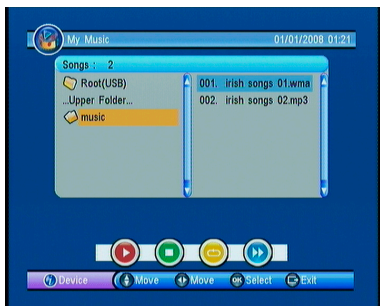 My Music 01/01/2008 01:21
Songs : 2
Root(USB) 001. irish songs 01.wma
...Upper Folder... 002. irish songs 02.mp3
music
Device Move Move OK Select Exit